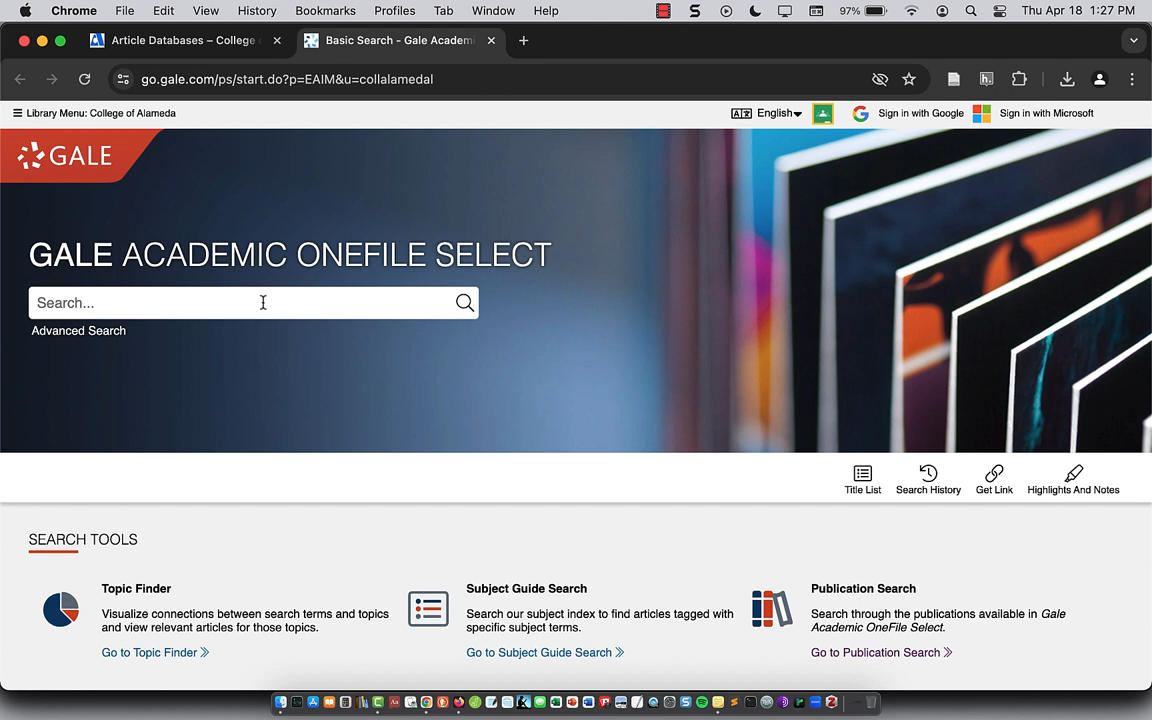 Chrome File Edit View History Bookmarks Profiles Tab Window Help 97% Thu Apr 18 1:27 PM
Article Databases – College Basic Search - Gale Academ
go.gale.com/ps/start.do?p=EAIM&u=collalamedal
Library Menu: College of Alameda English Sign in with Google Sign in with Microsoft
GALE
GALE ACADEMIC ONEFILE SELECT
Search...
Advanced Search
Title List Search History Get Link Highlights And Notes
SEARCH TOOLS
Topic Finder
Visualize connections between search terms and topics
and view relevant articles for those topics.
Go to Topic Finder
Subject Guide Search
Search our subject index to find articles tagged with
specific subject terms.
Go to Subject Guide Search
Publication Search
Search through the publications available in Gale
Academic OneFile Select.
Go to Publication Search